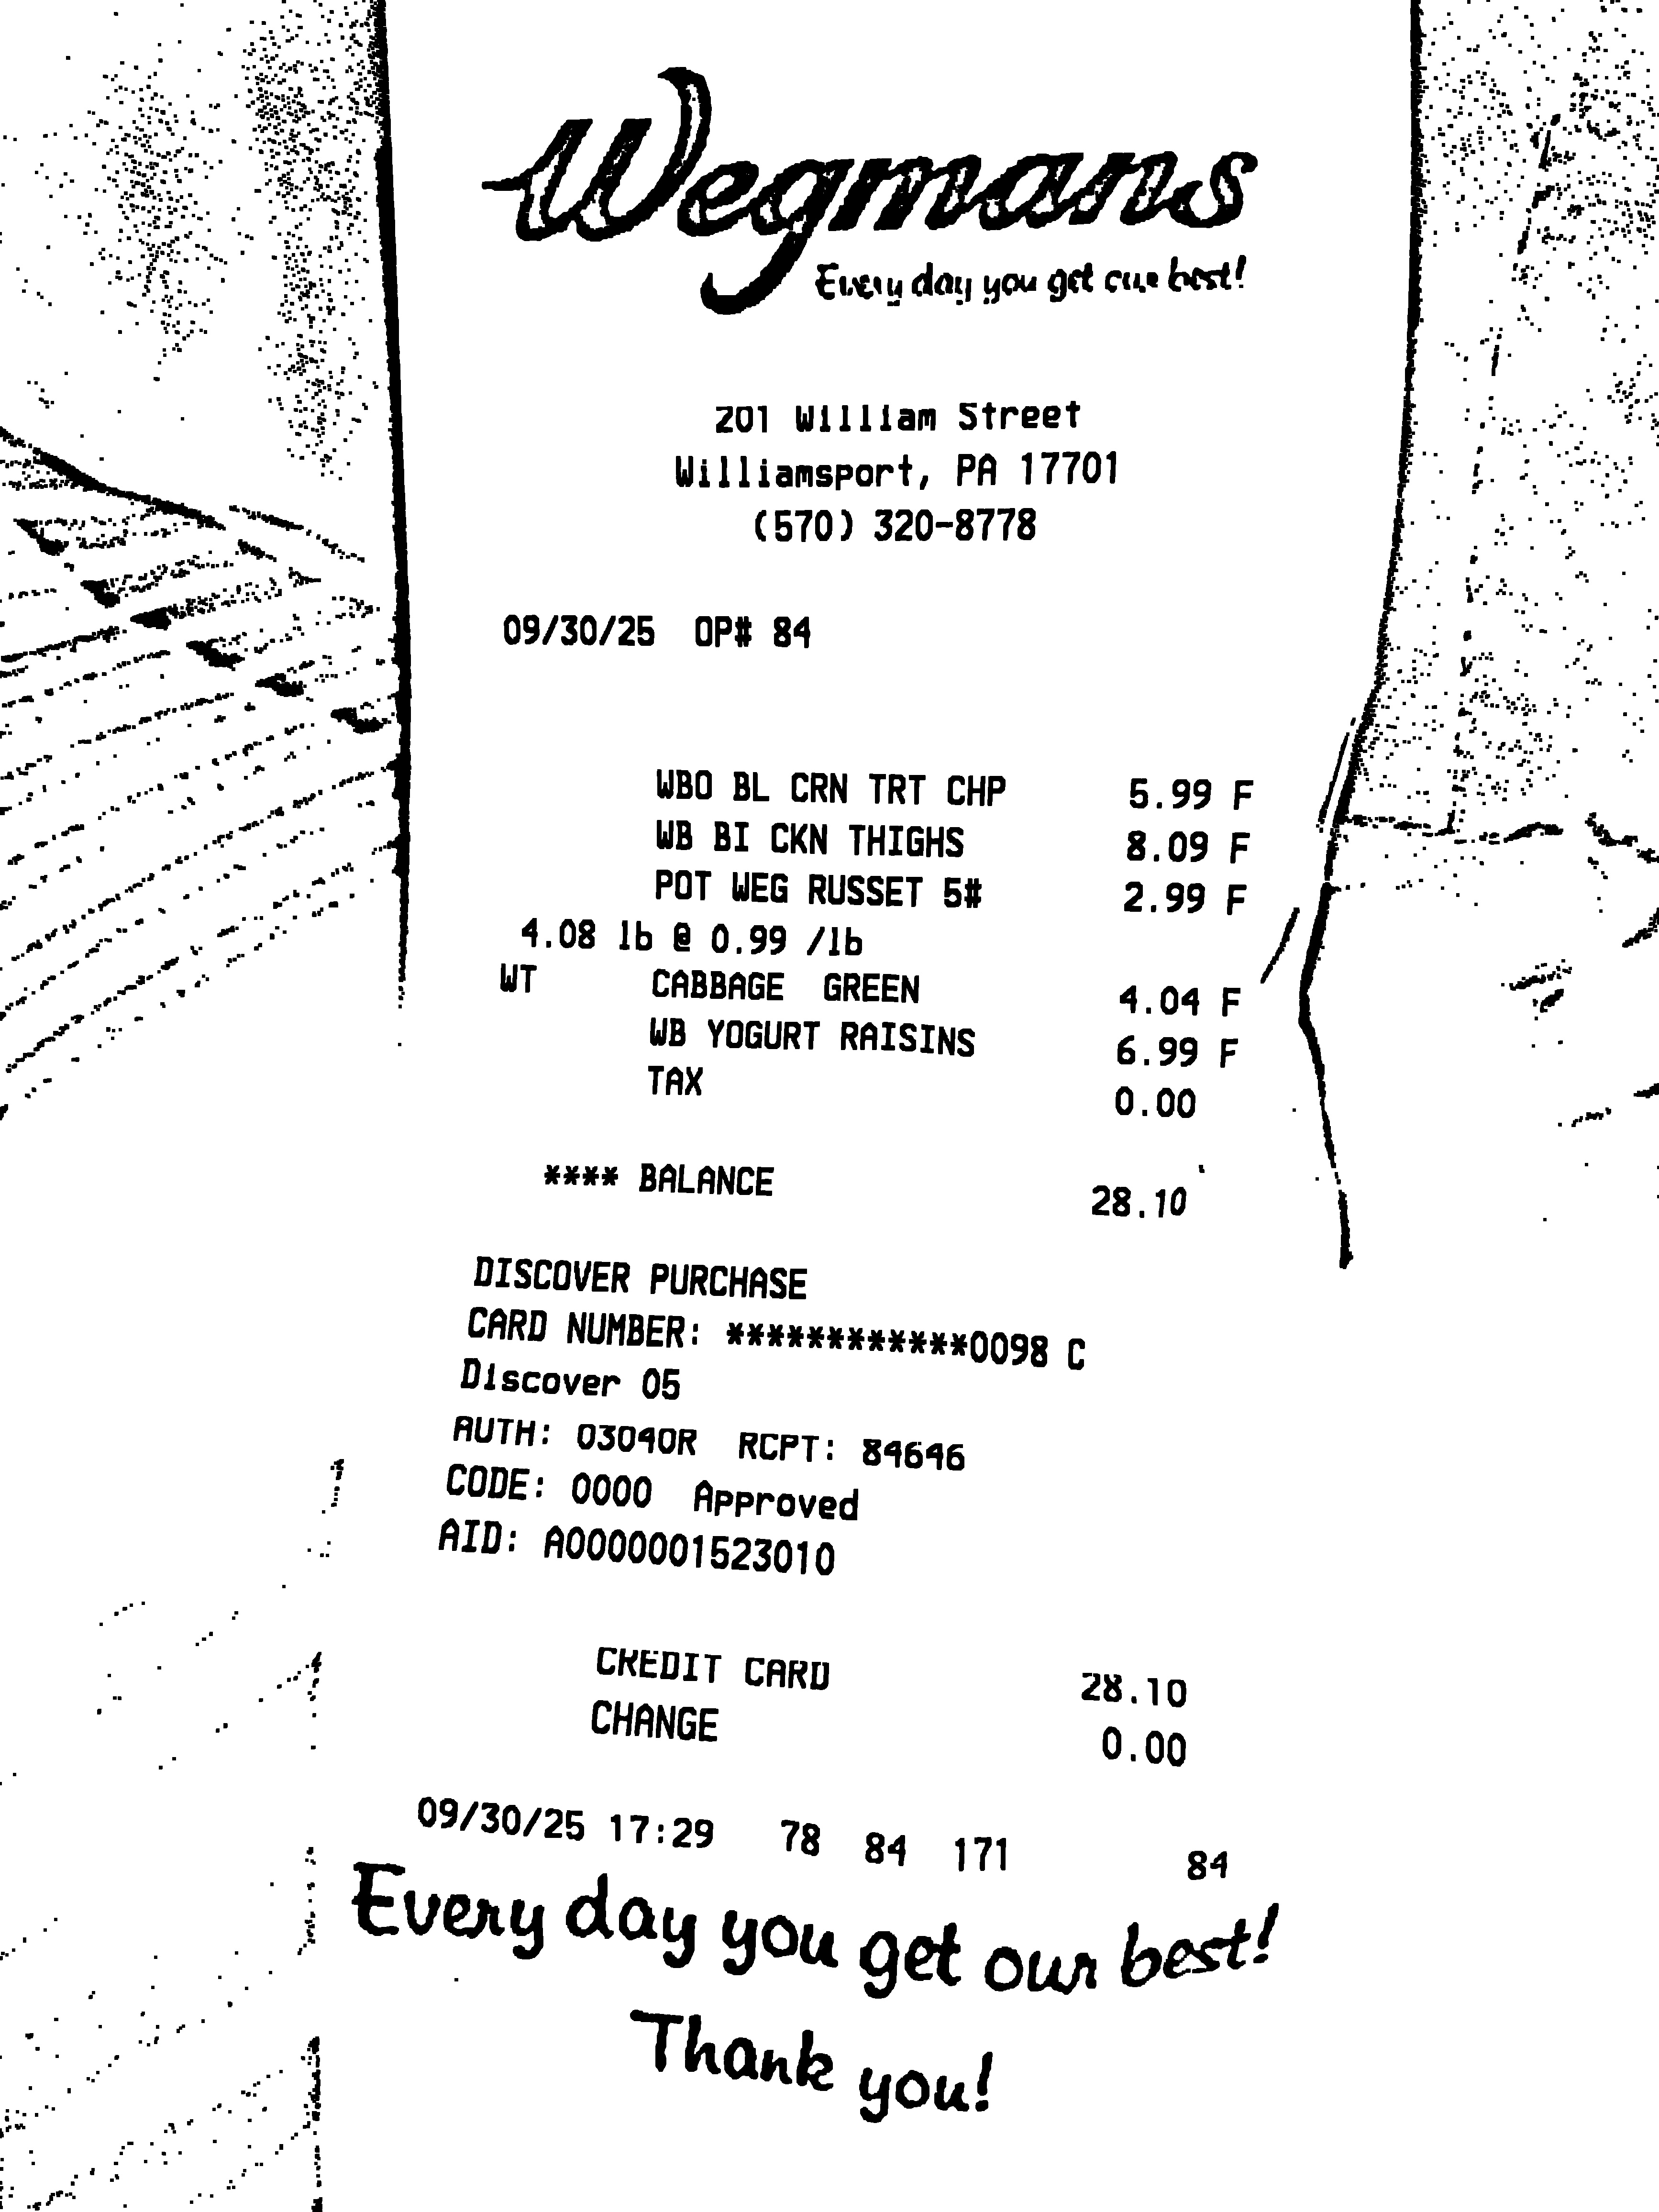 Wegmans
Every day you get our best!
201 William Street
Williamsport, PA 17701
(570) 320-8778
09/30/25 OP# 84
WBO BL CRN TRT CHP 5.99 F
WB BI CKN THIGHS 8.09 F
POT WEG RUSSET 5# 2.99 F
4.08 lb @ 0.99 /lb
WT CABBAGE GREEN 4.04 F
WB YOGURT RAISINS 6.99 F
TAX 0.00
**** BALANCE 28.10
DISCOVER PURCHASE
CARD NUMBER: ************0098 C
Discover 05
AUTH: 03040R RCPT: 84646
CODE: 0000 Approved
AID: A0000001523010
CREDIT CARD 28.10
CHANGE 0.00
09/30/25 17:29 78 84 171 84
Every day you get our best!
Thank you!